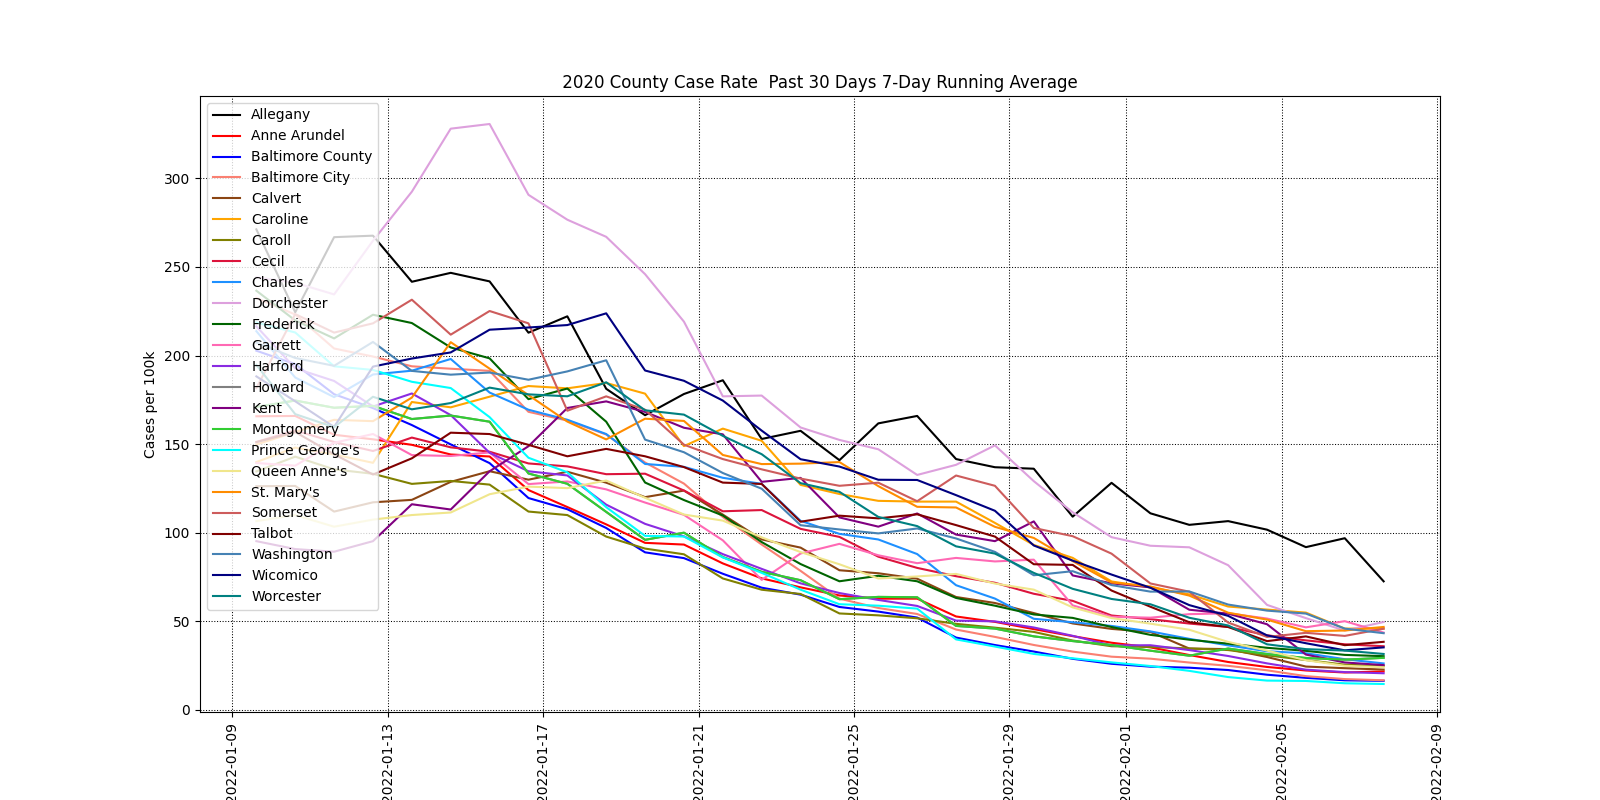 2020 County Case Rate  Past 30 Days 7-Day Running Average
Allegany
Anne Arundel
Baltimore County
Baltimore City
Calvert
Caroline
Caroll
Cecil
Charles
Dorchester
Frederick
Garrett
Harford
Howard
Kent
Montgomery
Prince George's
Queen Anne's
St. Mary's
Somerset
Talbot
Washington
Wicomico
Worcester
Cases per 100k
300
250
200
150
100
50
0
2022-01-09
2022-01-13
2022-01-17
2022-01-21
2022-01-25
2022-01-29
2022-02-01
2022-02-05
2022-02-09